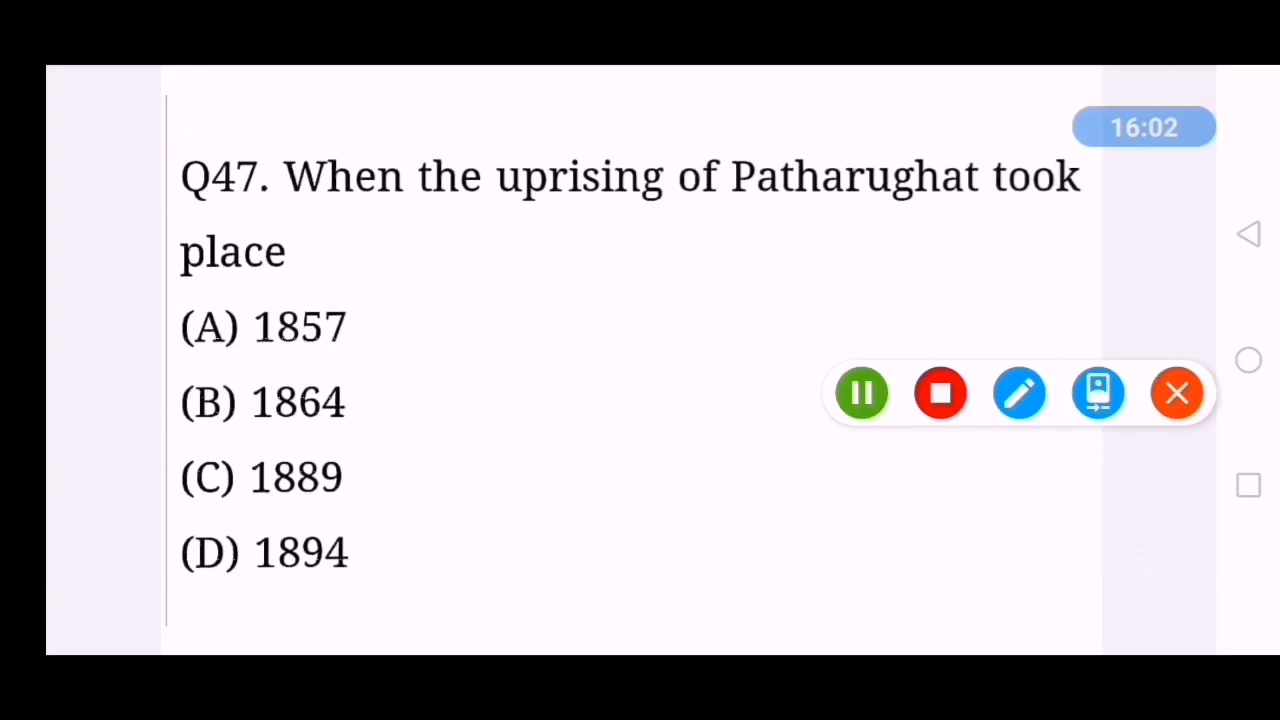 16:02
Q47. When the uprising of Patharughat took
place
(A) 1857
(B) 1864
(C) 1889
(D) 1894